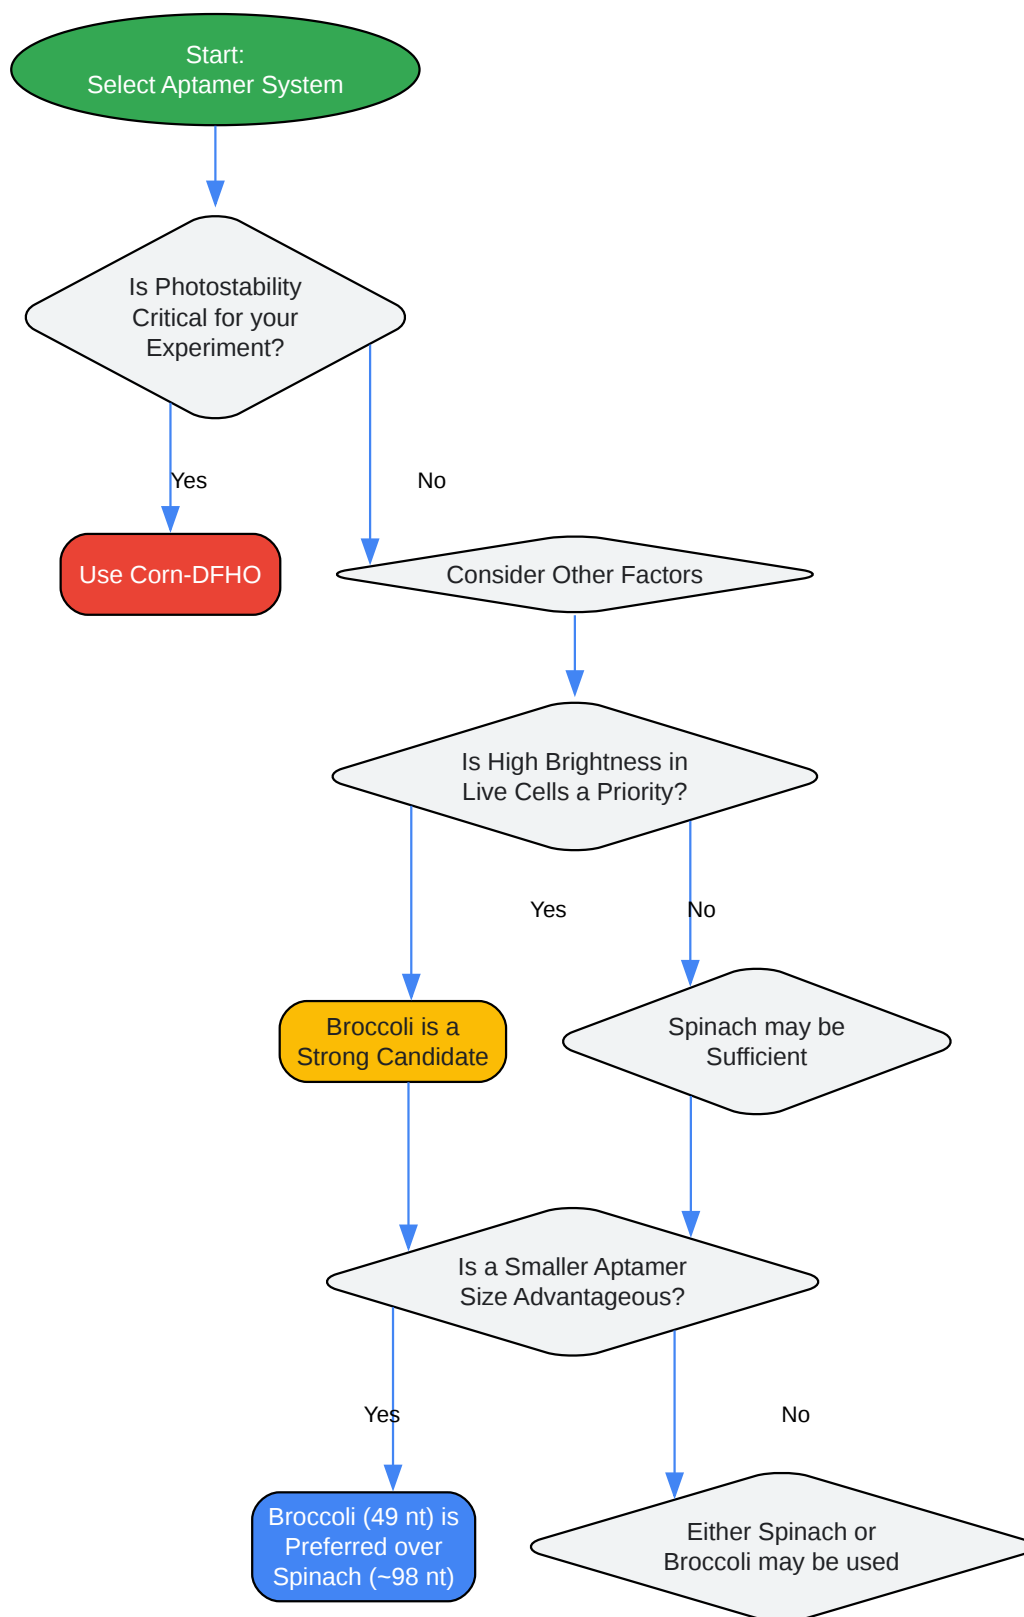 Start:
Select Aptamer System
Is Photostability
Critical for your
Experiment?
Yes
No
Use Corn-DFHO
Consider Other Factors
Is High Brightness in
Live Cells a Priority?
Yes
No
Broccoli is a
Strong Candidate
Spinach may be
Sufficient
Is a Smaller Aptamer
Size Advantageous?
Yes
No
Broccoli (49 nt) is
Preferred over
Spinach (~98 nt)
Either Spinach or
Broccoli may be used